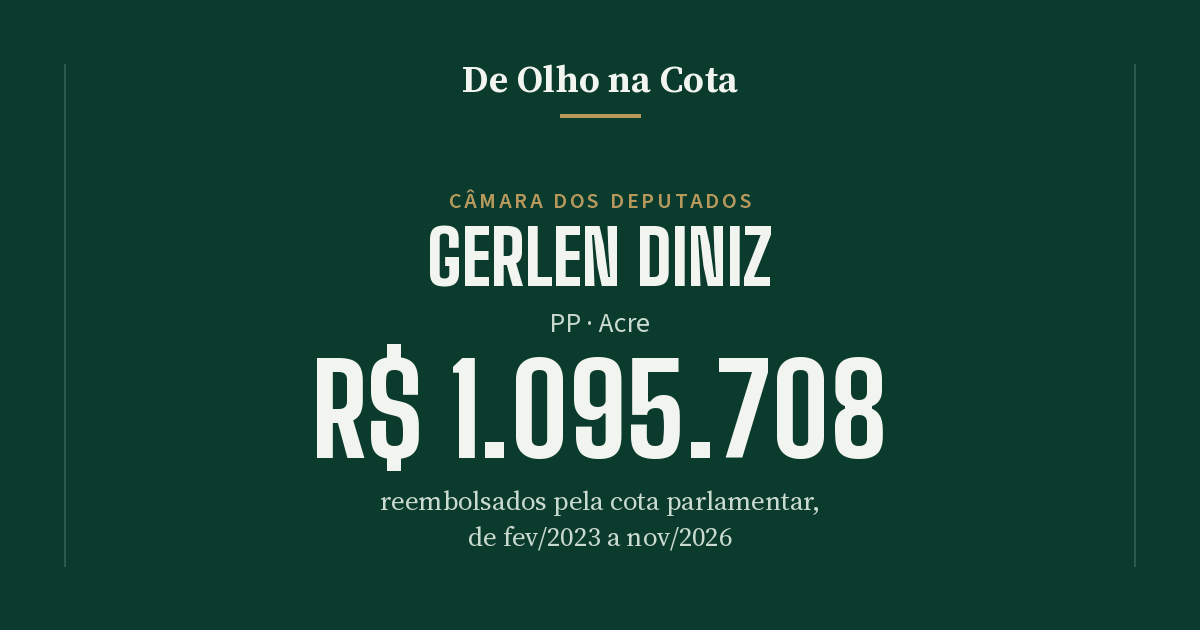 De Olho na Cota
CÂMARA DOS DEPUTADOS
GERLEN DINIZ
PP · Acre
R$ 1.095.708
reembolsados pela cota parlamentar,
de fev/2023 a nov/2026